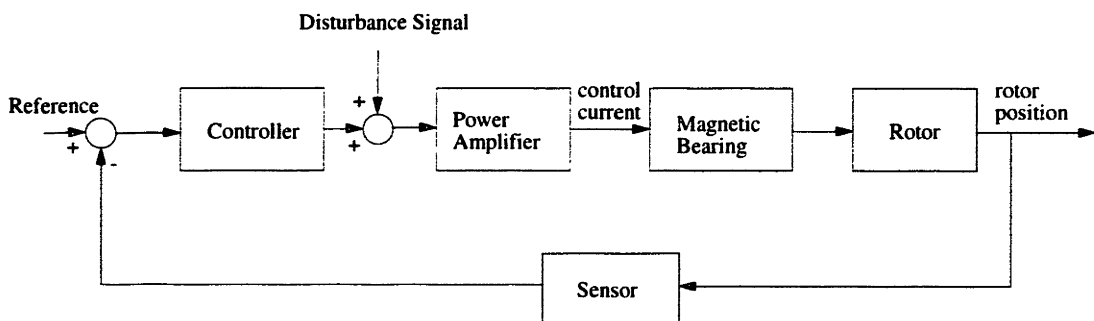 Disturbance Signal
Reference
+
-
Controller
+
+
Power
Amplifier
control
current
Magnetic
Bearing
Rotor
rotor
position
Sensor